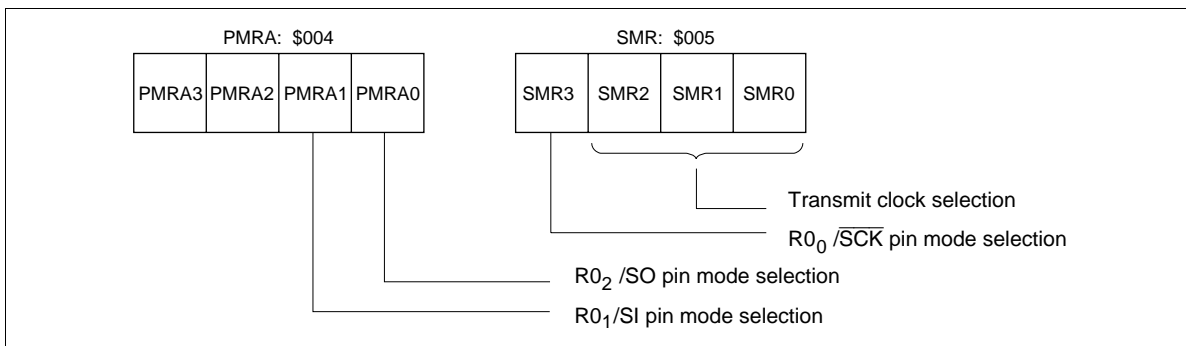 PMRA: $004
SMR: $005
PMRA3 PMRA2 PMRA1 PMRA0
SMR3 SMR2 SMR1 SMR0
Transmit clock selection
R0₀ /S̅C̅K̅ pin mode selection
R0₂ /SO pin mode selection
R0₁/SI pin mode selection